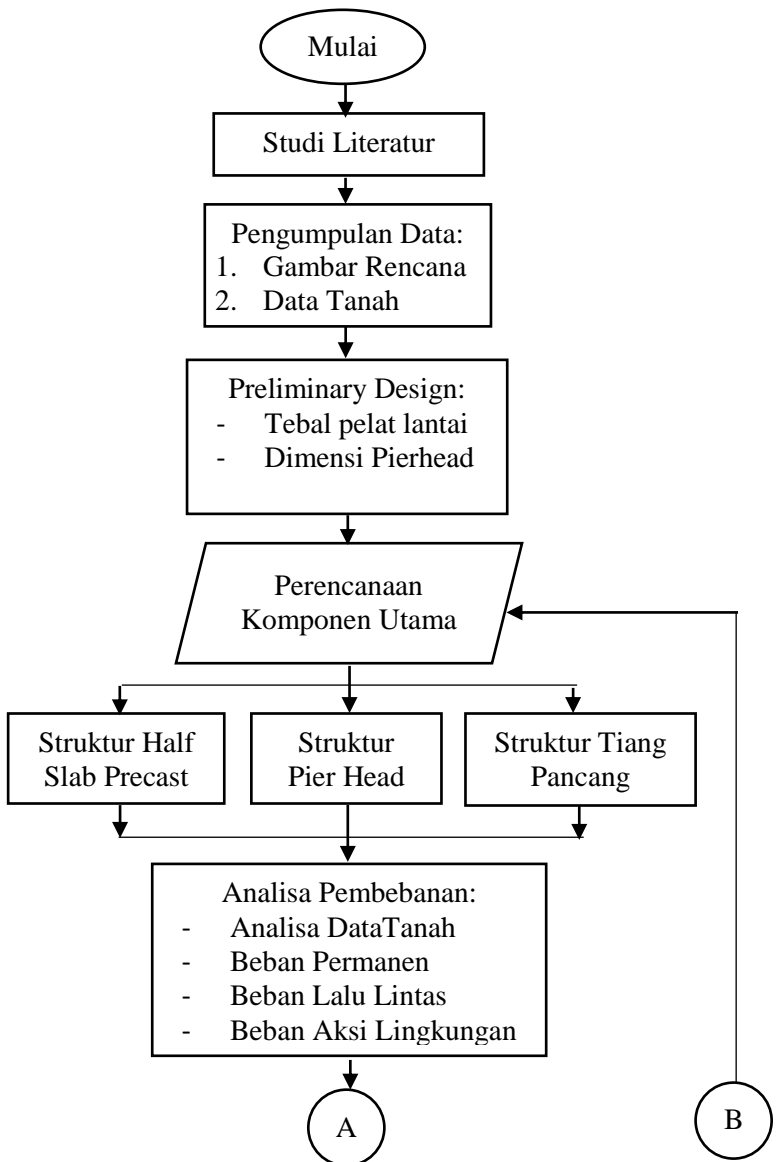 Mulai
Studi Literatur
Pengumpulan Data:
1. Gambar Rencana
2. Data Tanah
Preliminary Design:
- Tebal pelat lantai
- Dimensi Pierhead
Perencanaan
Komponen Utama
Struktur Half
Slab Precast
Struktur
Pier Head
Struktur Tiang
Pancang
Analisa Pembebanan:
- Analisa DataTanah
- Beban Permanen
- Beban Lalu Lintas
- Beban Aksi Lingkungan
A
B